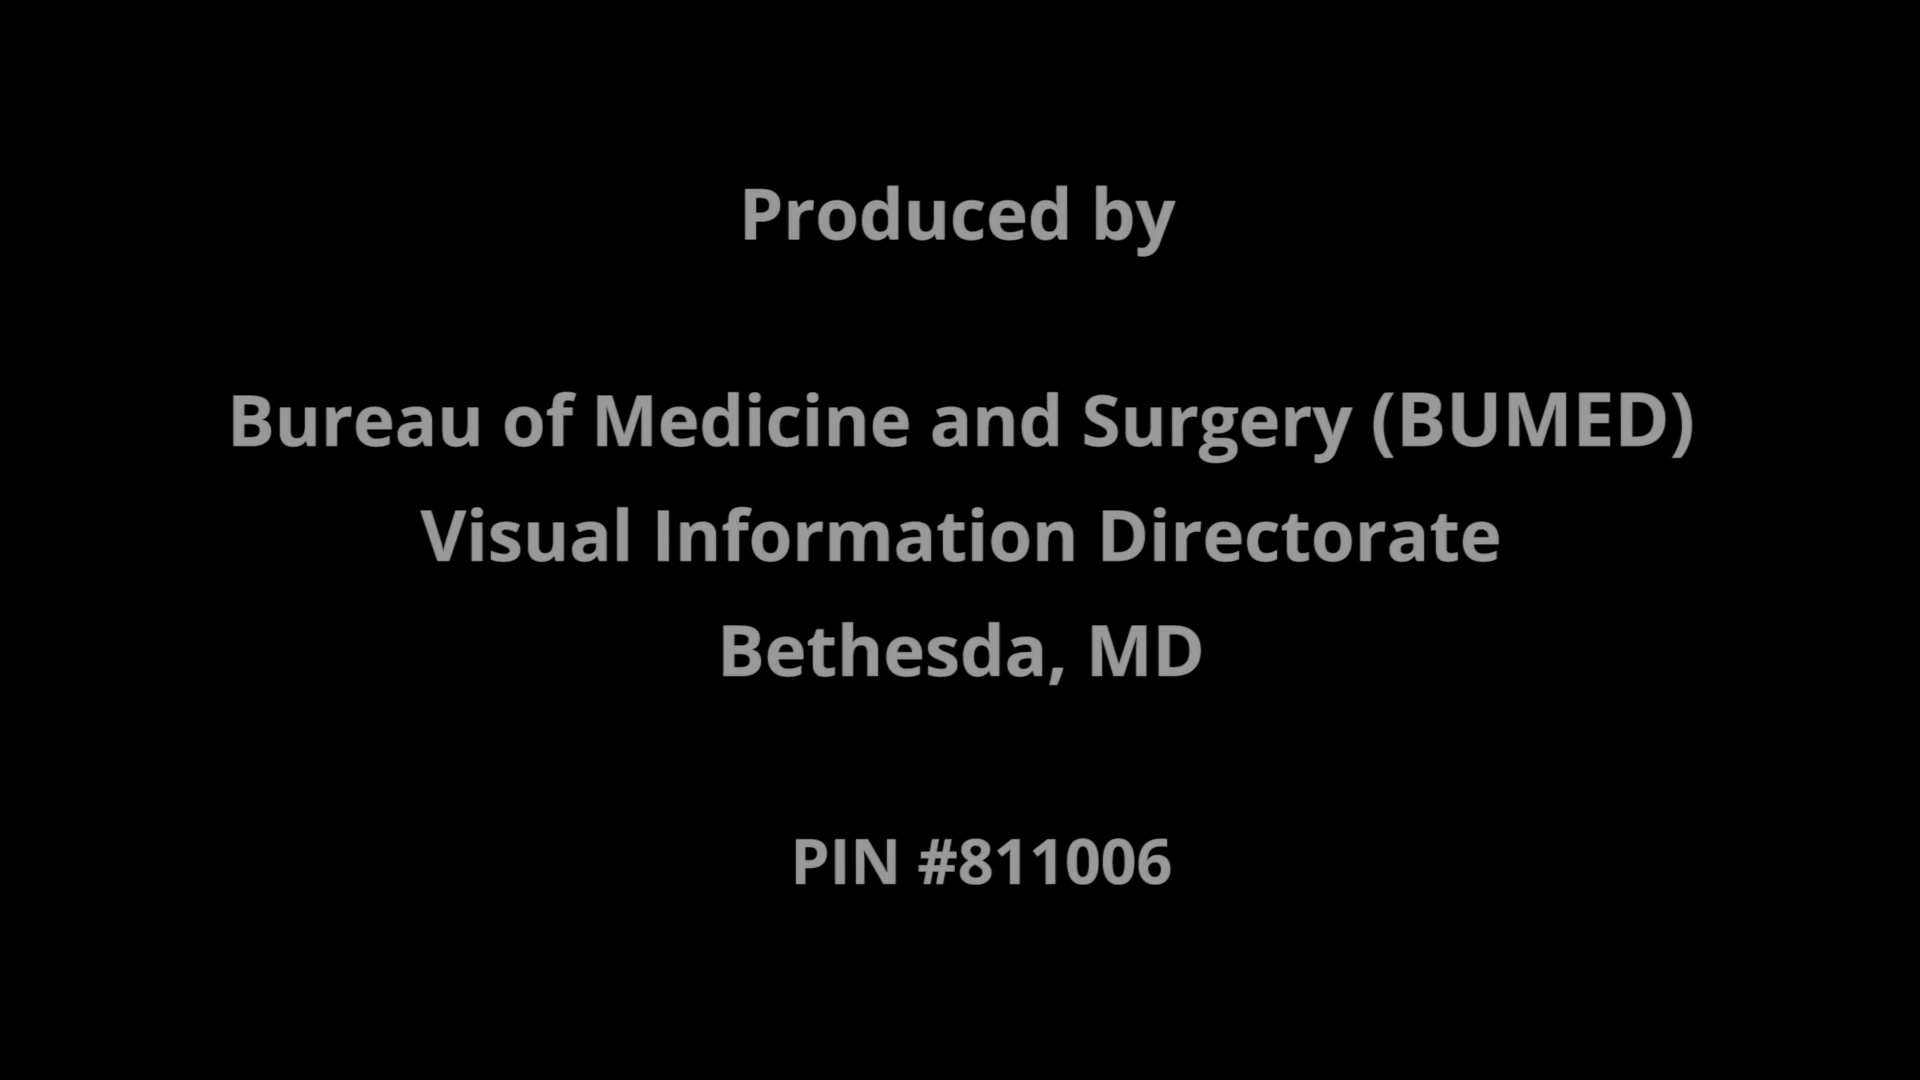 Produced by
Bureau of Medicine and Surgery (BUMED)
Visual Information Directorate
Bethesda, MD
PIN #811006